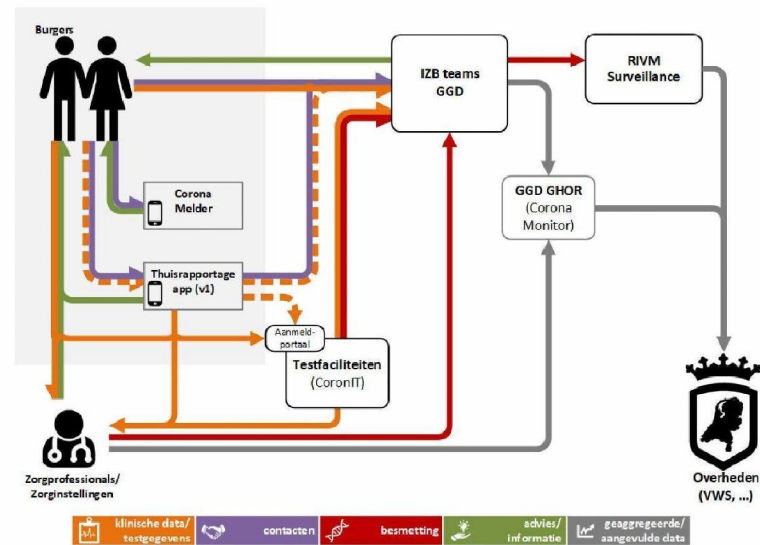 Burgers
IZB teams
GGD
RIVM
Surveillance
Corona
Melder
GGD GHOR
(Corona
Monitor)
Thuisrapportage
app (v1)
Aanmeld-
portaal
Testfaciliteiten
(CoronIT)
Zorgprofessionals/
Zorginstellingen
Overheden
(VWS, ...)
klinische data/
testgegevens
contacten
besmetting
advies/
informatie
geaggregeerde/
aangevulde data